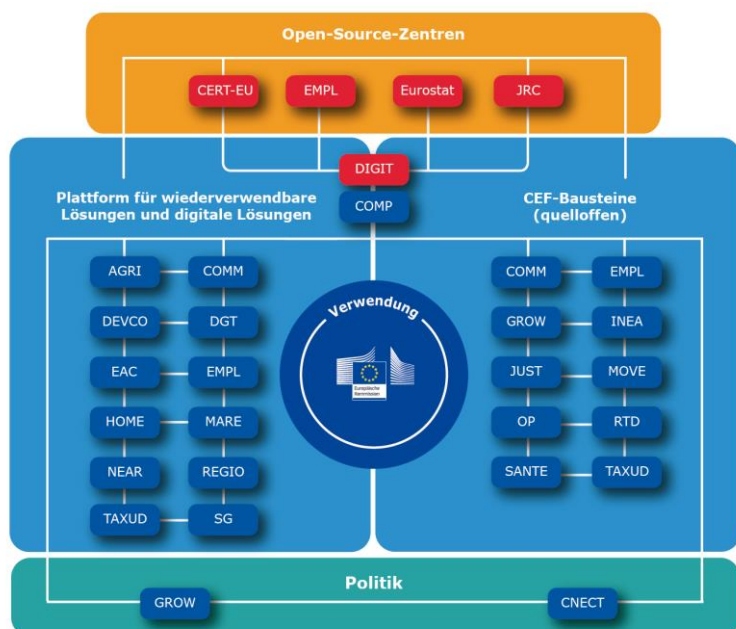 Open-Source-Zentren
CERT-EU
EMPL
Eurostat
JRC
DIGIT
COMP
Plattform für wiederverwendbare
Lösungen und digitale Lösungen
AGRI
COMM
DEVCO
DGT
EAC
EMPL
HOME
MARE
NEAR
REGIO
TAXUD
SG
Verwendung
Europäische
Kommission
CEF-Bausteine
(quelloffen)
COMM
EMPL
GROW
INEA
JUST
MOVE
OP
RTD
SANTE
TAXUD
Politik
GROW
CNECT